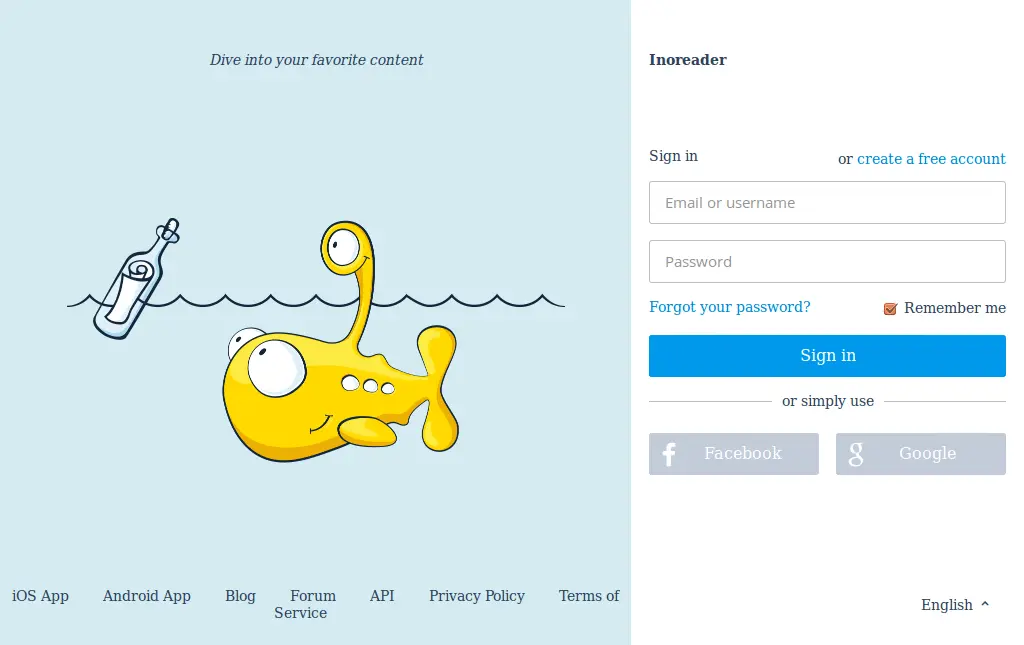 Dive into your favorite content
iOS App Android App Blog Forum API Privacy Policy Terms of
Service
Inoreader
Sign in or create a free account
Email or username
Password
Forgot your password? Remember me
Sign in
or simply use
Facebook Google
English